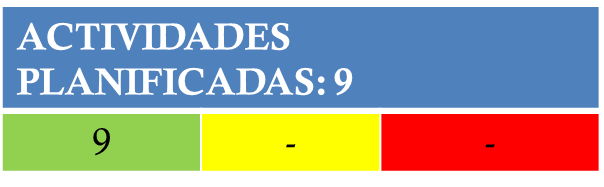 ACTIVIDADES
PLANIFICADAS: 9
9 - -